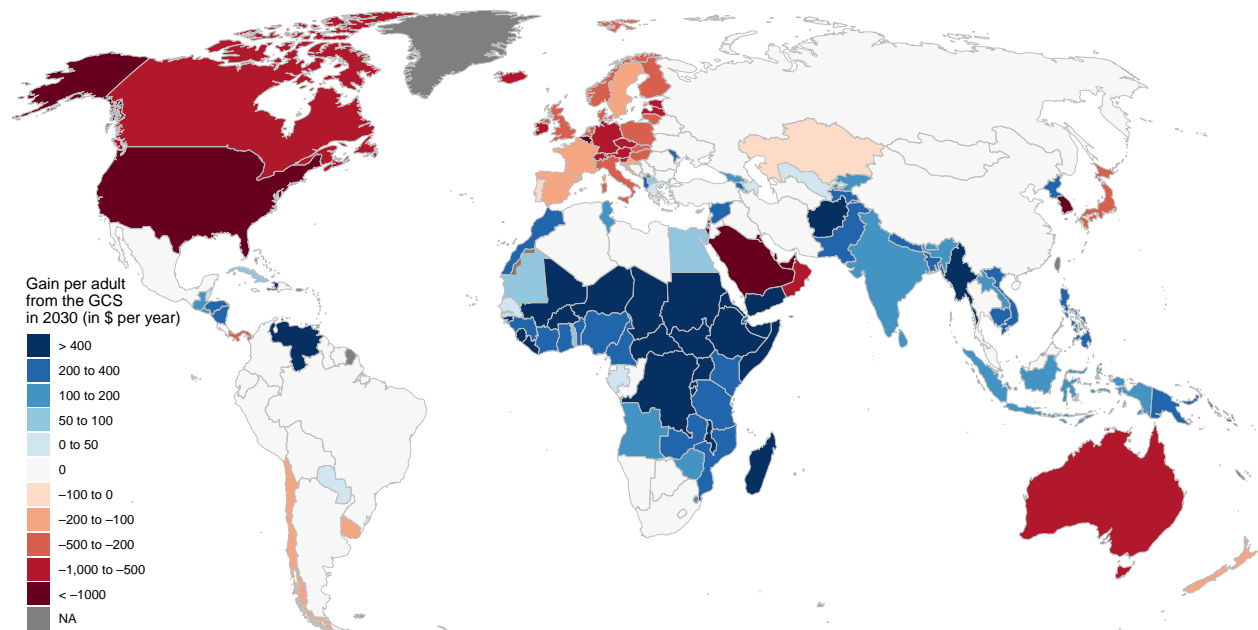 Gain per adult
from the GCS
in 2030 (in $ per year)
> 400
200 to 400
100 to 200
50 to 100
0 to 50
0
–100 to 0
–200 to –100
–500 to –200
–1,000 to –500
< –1000
NA